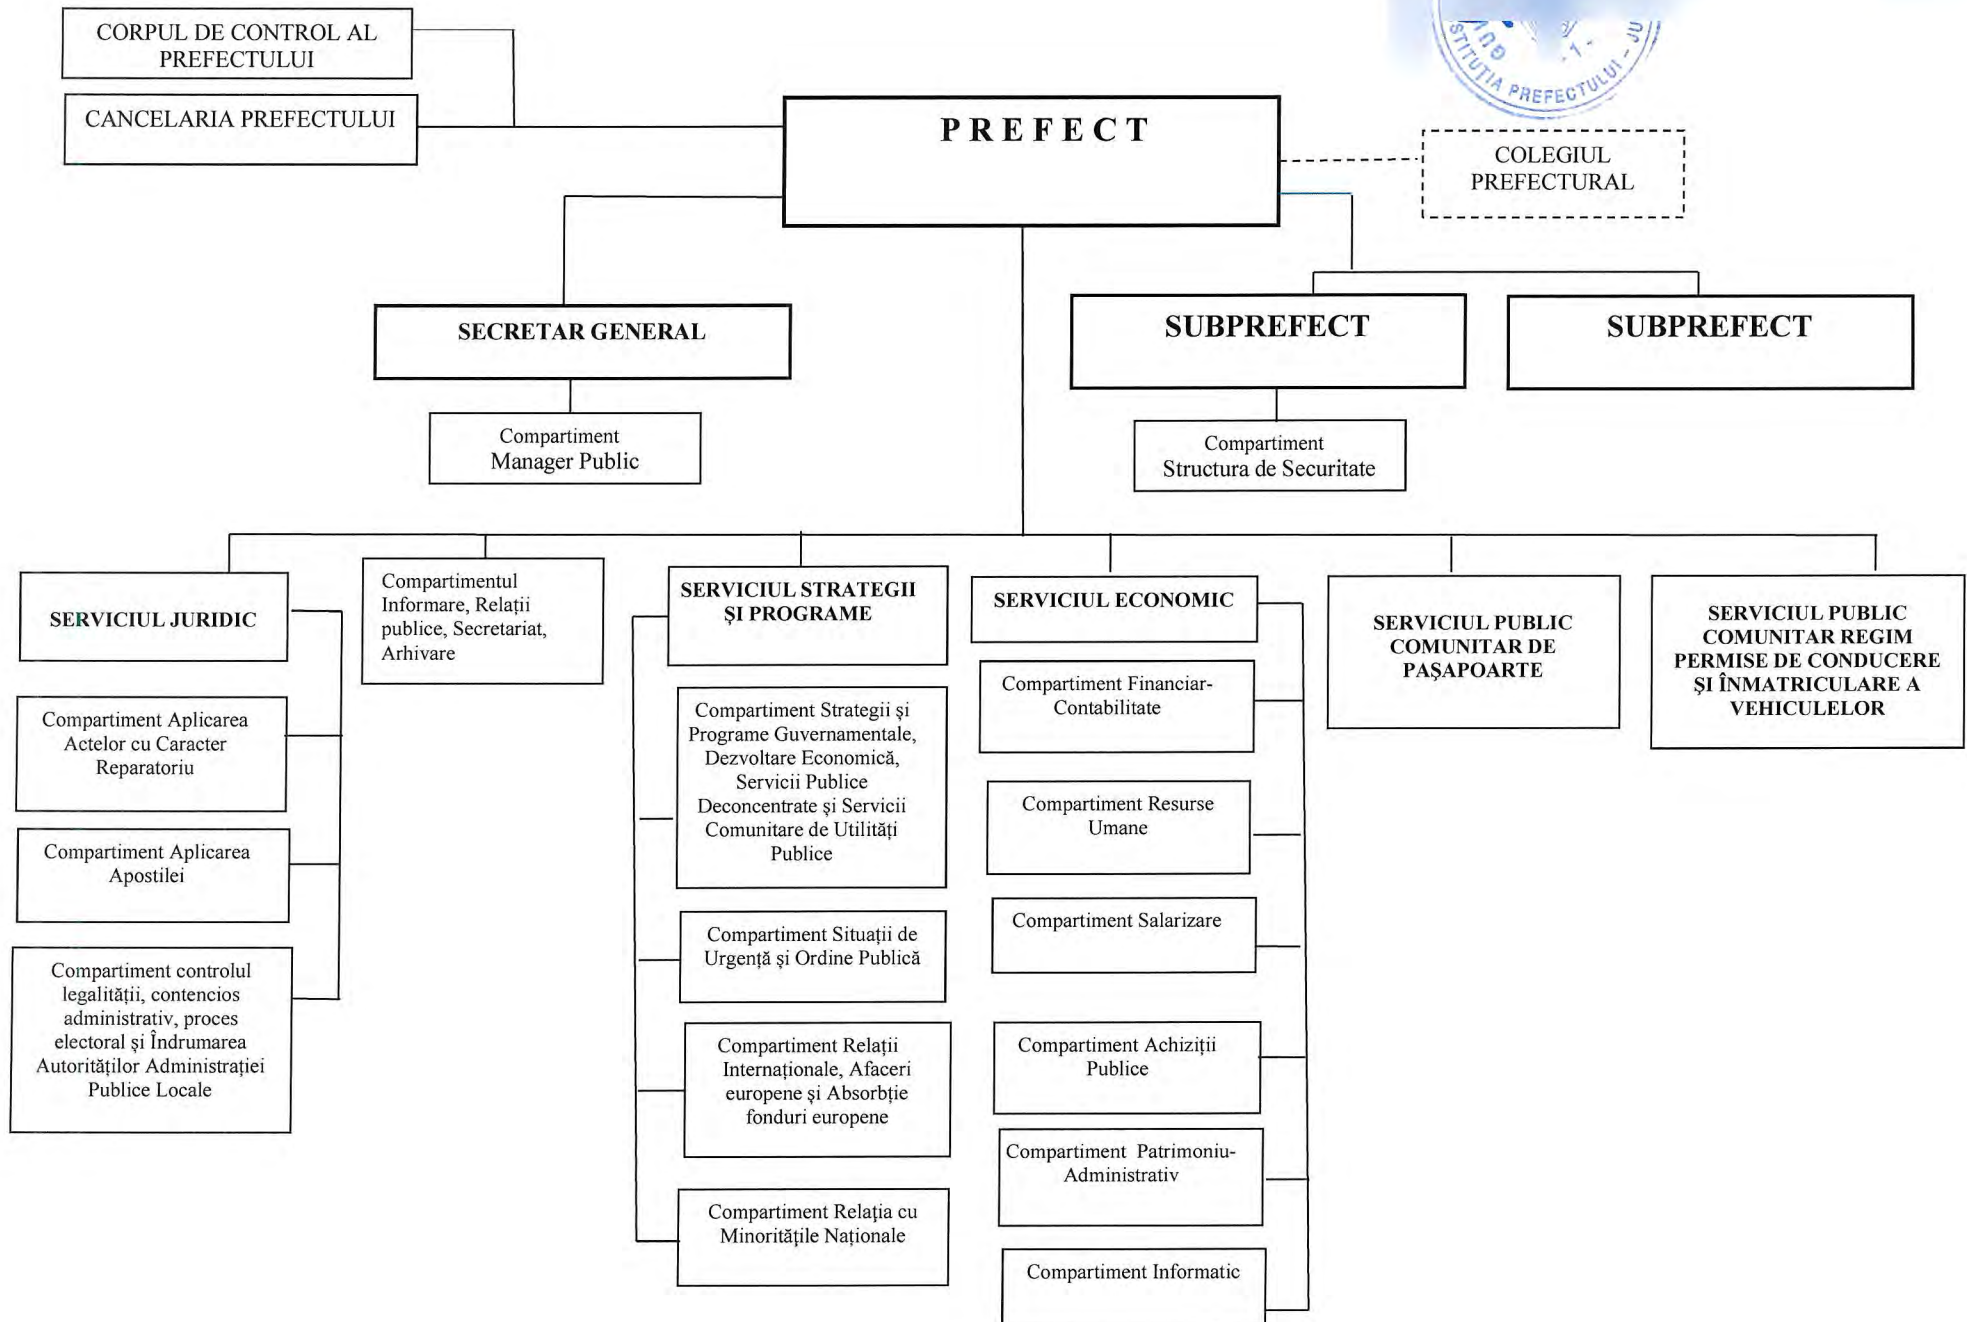 CORPUL DE CONTROL AL
PREFECTULUI
CANCELARIA PREFECTULUI
P R E F E C T
STITUȚIA PREFECTULUI - JU
COLEGIUL
PREFECTURAL
SECRETAR GENERAL
SUBPREFECT
SUBPREFECT
Compartiment
Manager Public
Compartiment
Structura de Securitate
SERVICIUL JURIDIC
Compartiment Aplicarea
Actelor cu Caracter
Reparatoriu
Compartiment Aplicarea
Apostilei
Compartiment controlul
legalității, contencios
administrativ, proces
electoral și Îndrumarea
Autorităților Administrației
Publice Locale
Compartimentul
Informare, Relații
publice, Secretariat,
Arhivare
SERVICIUL STRATEGII
ȘI PROGRAME
Compartiment Strategii și
Programe Guvernamentale,
Dezvoltare Economică,
Servicii Publice
Deconcentrate și Servicii
Comunitare de Utilități
Publice
Compartiment Situații de
Urgență și Ordine Publică
Compartiment Relații
Internaționale, Afaceri
europene și Absorbție
fonduri europene
Compartiment Relația cu
Minoritățile Naționale
SERVICIUL ECONOMIC
Compartiment Financiar-
Contabilitate
Compartiment Resurse
Umane
Compartiment Salarizare
Compartiment Achiziții
Publice
Compartiment Patrimoniu-
Administrativ
Compartiment Informatic
SERVICIUL PUBLIC
COMUNITAR DE
PAȘAPOARTE
SERVICIUL PUBLIC
COMUNITAR REGIM
PERMISE DE CONDUCERE
ȘI ÎNMATRICULARE A
VEHICULELOR